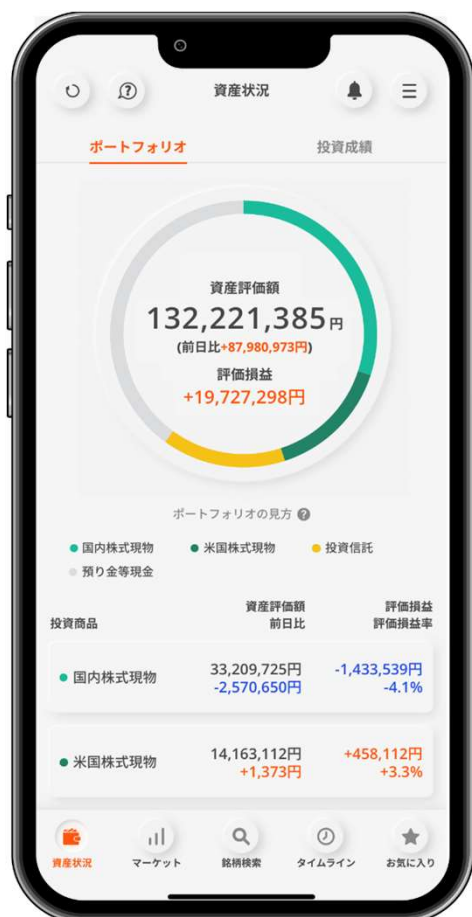 資産状況
ポートフォリオ 投資成績
資産評価額
132,221,385円
(前日比+87,980,973円)
評価損益
+19,727,298円
ポートフォリオの見方 ?
国内株式現物 米国株式現物 投資信託
預り金等現金
資産評価額 評価損益
投資商品 前日比 評価損益率
国内株式現物 33,209,725円 -1,433,539円
-2,570,650円 -4.1%
米国株式現物 14,163,112円 +458,112円
+1,373円 +3.3%
資産状況 マーケット 銘柄検索 タイムライン お気に入り